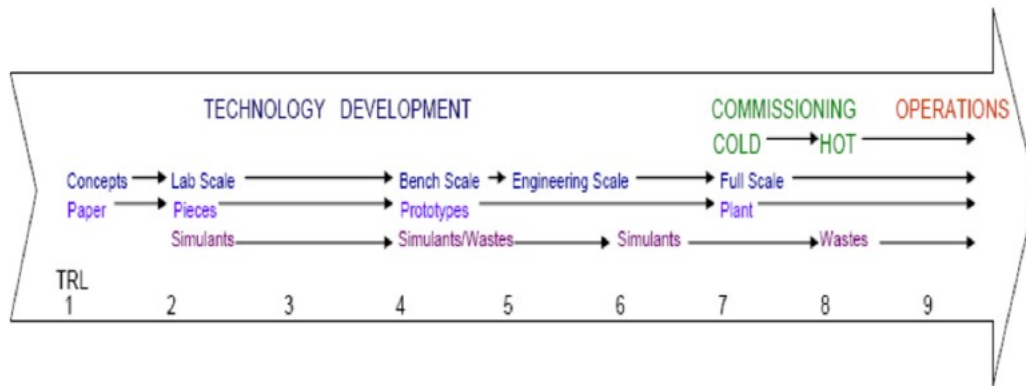 TECHNOLOGY DEVELOPMENT COMMISSIONING OPERATIONS
COLD HOT
Concepts Lab Scale Bench Scale Engineering Scale Full Scale
Paper Pieces Prototypes Plant
Simulants Simulants/Wastes Simulants Wastes
TRL
1 2 3 4 5 6 7 8 9